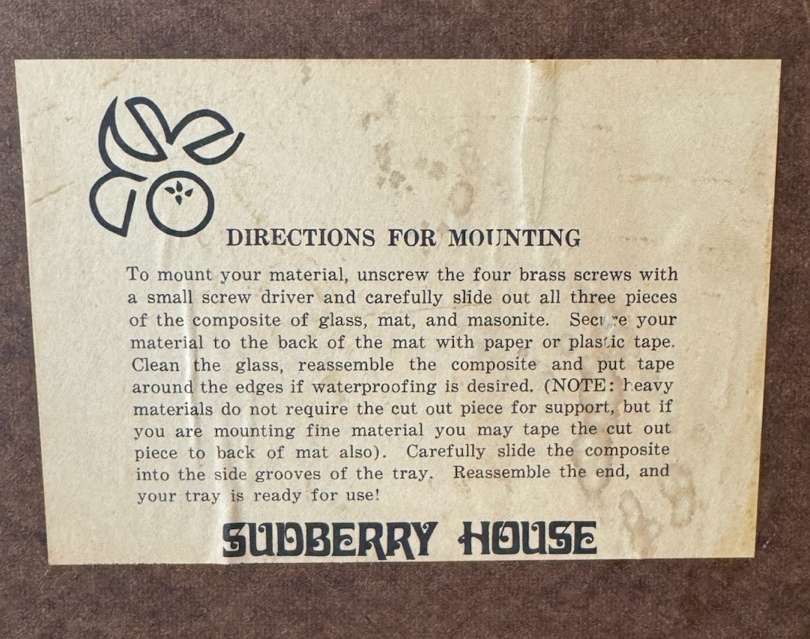 DIRECTIONS FOR MOUNTING
To mount your material, unscrew the four brass screws with
a small screw driver and carefully slide out all three pieces
of the composite of glass, mat, and masonite. Secure your
material to the back of the mat with paper or plastic tape.
Clean the glass, reassemble the composite and put tape
around the edges if waterproofing is desired. (NOTE: heavy
materials do not require the cut out piece for support, but if
you are mounting fine material you may tape the cut out
piece to back of mat also). Carefully slide the composite
into the side grooves of the tray. Reassemble the end, and
your tray is ready for use!
SUDBERRY HOUSE